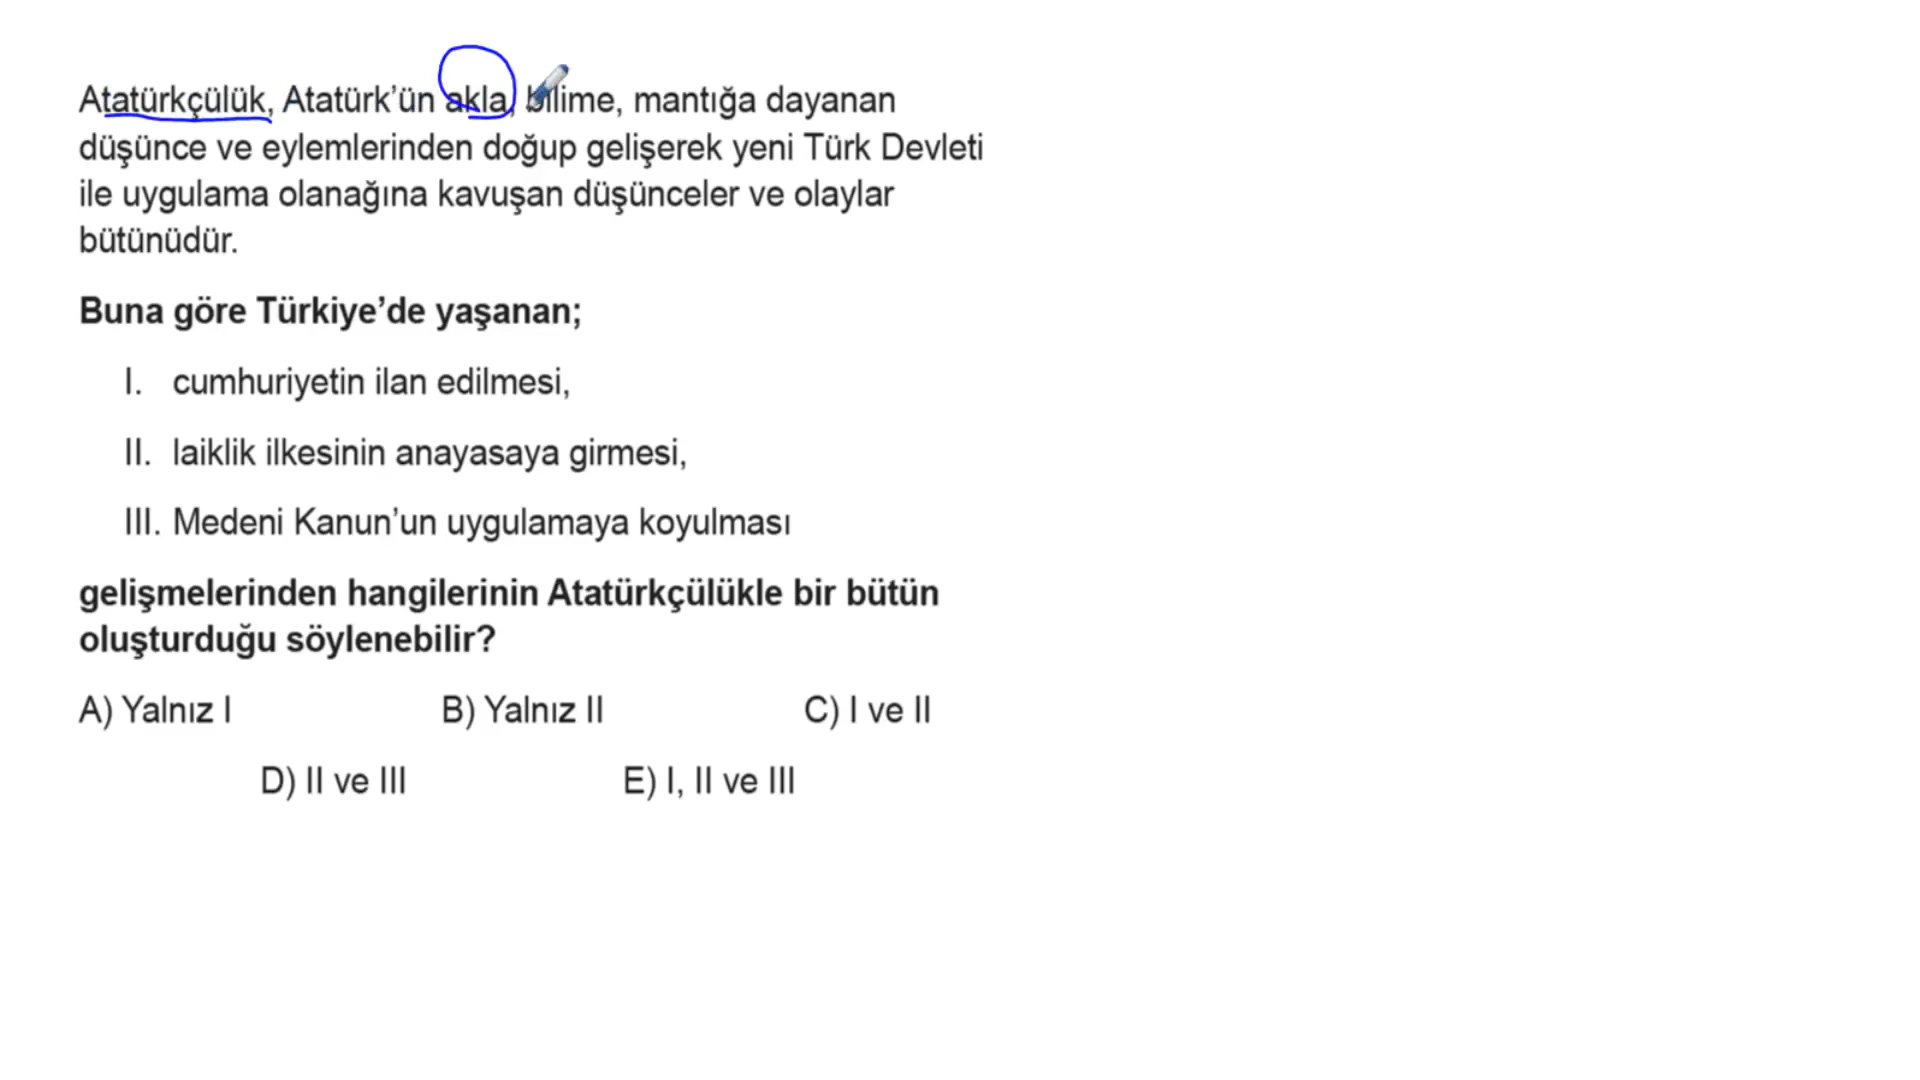 Atatürkçülük, Atatürk’ün akla, bilime, mantığa dayanan
düşünce ve eylemlerinden doğup gelişerek yeni Türk Devleti
ile uygulama olanağına kavuşan düşünceler ve olaylar
bütünüdür.
Buna göre Türkiye’de yaşanan;
I. cumhuriyetin ilan edilmesi,
II. laiklik ilkesinin anayasaya girmesi,
III. Medeni Kanun’un uygulamaya koyulması
gelişmelerinden hangilerinin Atatürkçülükle bir bütün
oluşturduğu söylenebilir?
A) Yalnız I B) Yalnız II C) I ve II
D) II ve III E) I, II ve III